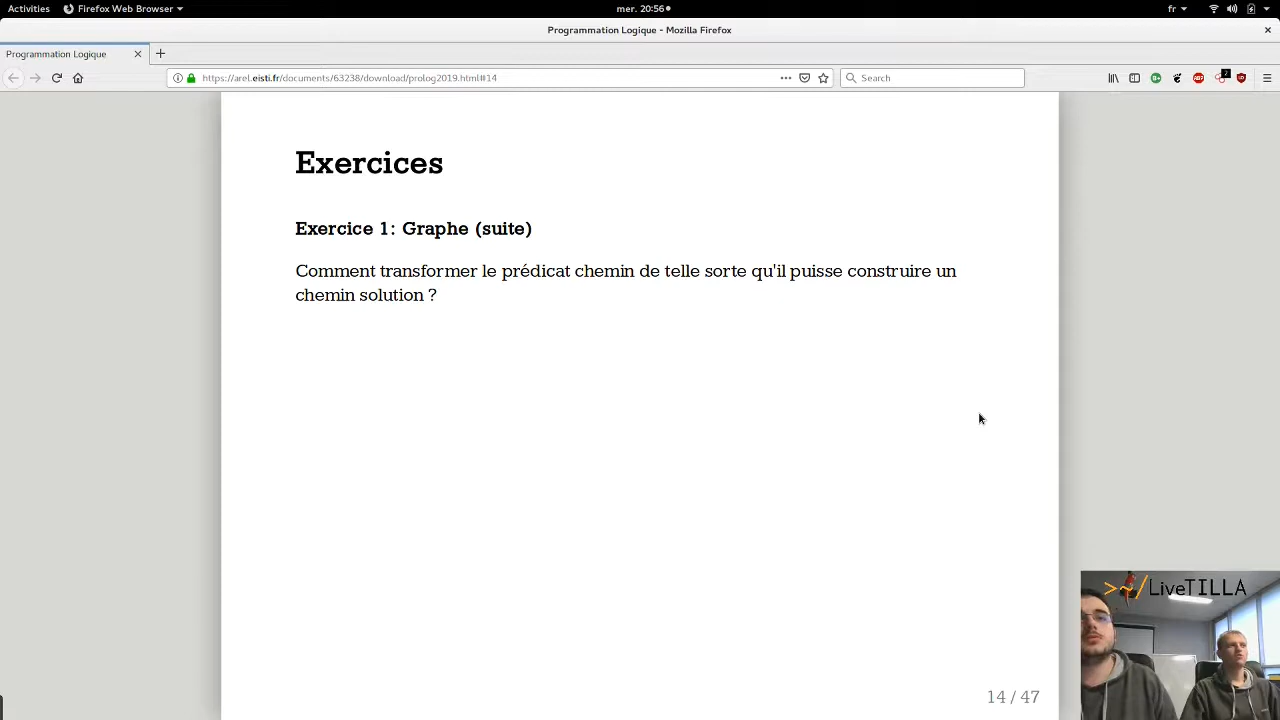 Activities
Firefox Web Browser
mer. 20:56
fr
Programmation Logique - Mozilla Firefox
Programmation Logique
https://arel.eisti.fr/documents/63238/download/prolog2019.html#14
Search
2
Exercices
Exercice 1: Graphe (suite)
Comment transformer le prédicat chemin de telle sorte qu'il puisse construire un
chemin solution ?
>~/LiveTILLA
14 / 47